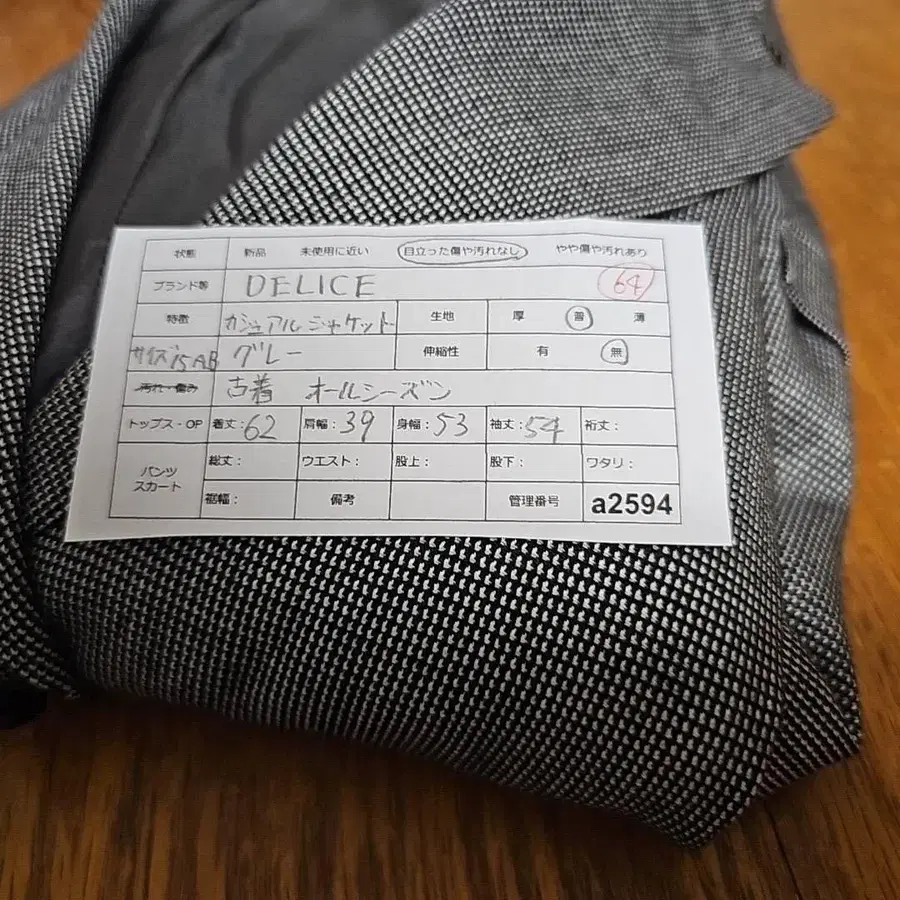 状態 新品 未使用に近い 目立った傷や汚れなし やや傷や汚れあり
ブランド等 DELICE 64
特徴 カジュアルジャケット 生地 厚 普 薄
サイズ15AB グレー 伸縮性 有 無
汚れ・傷み 古着 オールシーズン
トップス・OP 着丈:62 肩幅:39 身幅:53 袖丈:54 裄丈:
パンツ スカート 総丈: ウエスト: 股上: 股下: ワタリ:
裾幅: 備考 管理番号 a2594